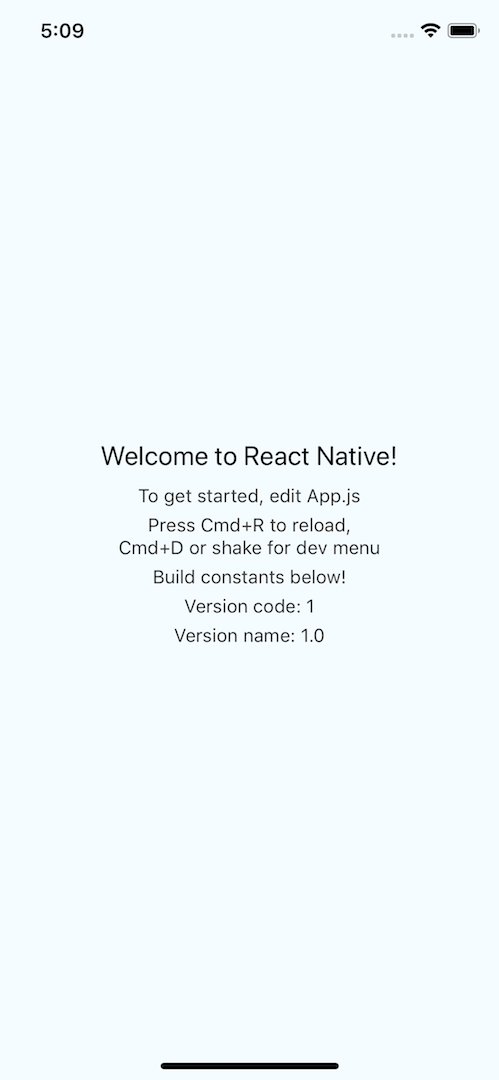 5:09
Welcome to React Native!
To get started, edit App.js
Press Cmd+R to reload,
Cmd+D or shake for dev menu
Build constants below!
Version code: 1
Version name: 1.0